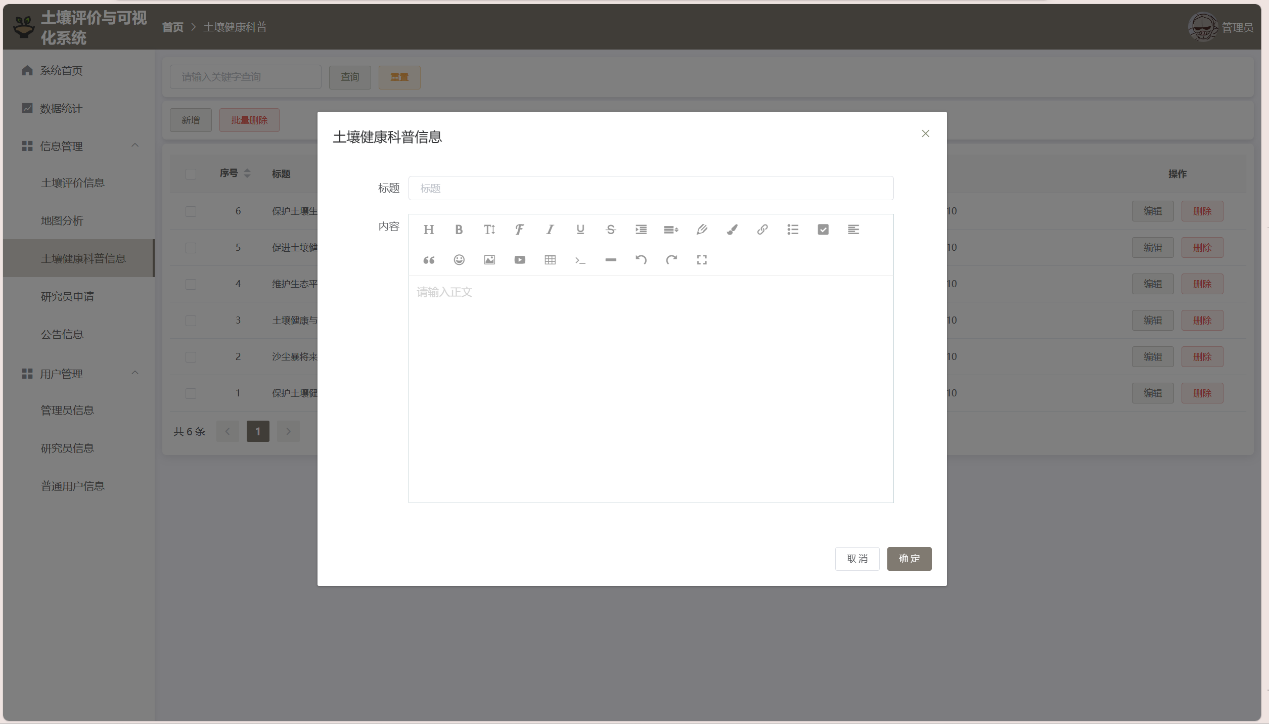 土壤评价与可视
化系统
首页
土壤健康科普
管理员
系统首页
数据统计
信息管理
土壤评价信息
地图分析
土壤健康科普信息
研究员申请
公告信息
用户管理
管理员信息
研究员信息
普通用户信息
请输入关键字查询
查询
重置
新增
批量删除
序号
标题
操作
6
保护土壤生
10
编辑
删除
5
促进土壤健
10
编辑
删除
4
维护生态平
10
编辑
删除
3
土壤健康与
10
编辑
删除
2
沙尘暴将来
10
编辑
删除
1
保护土壤健
10
编辑
删除
共 6 条
1
土壤健康科普信息
标题
标题
内容
请输入正文
取 消
确 定